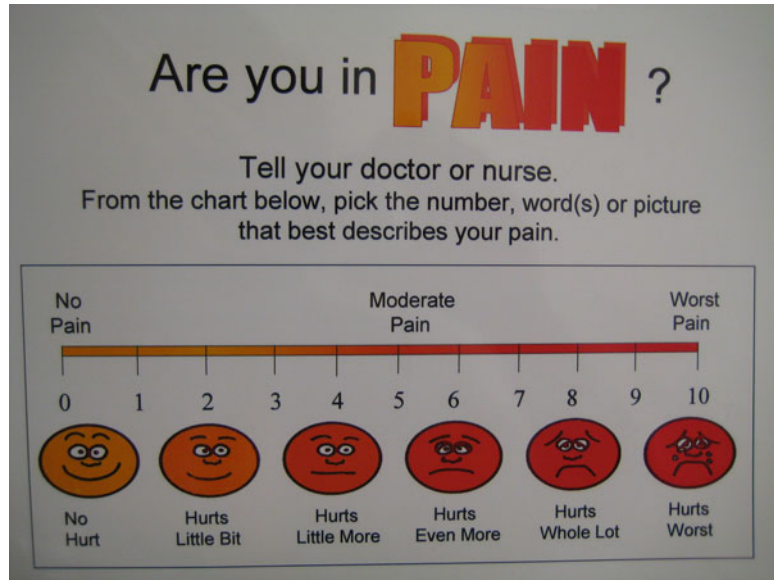 Are you in PAIN ?
Tell your doctor or nurse.
From the chart below, pick the number, word(s) or picture
that best describes your pain.
No Moderate Worst
Pain Pain Pain
0 1 2 3 4 5 6 7 8 9 10
No Hurts Hurts Hurts Hurts Hurts
Hurt Little Bit Little More Even More Whole Lot Worst